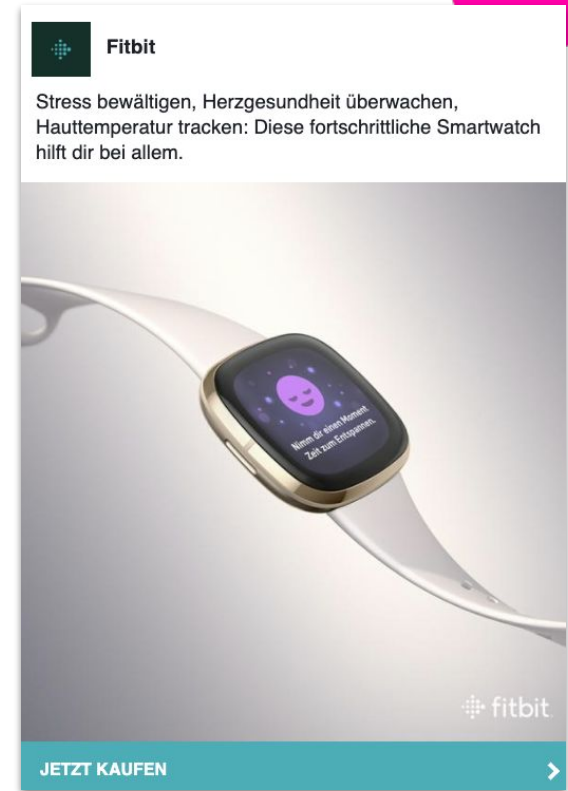 Fitbit
Stress bewältigen, Herzgesundheit überwachen,
Hauttemperatur tracken: Diese fortschrittliche Smartwatch
hilft dir bei allem.
Nimm dir einen Moment
Zeit zum Entspannen.
fitbit
JETZT KAUFEN